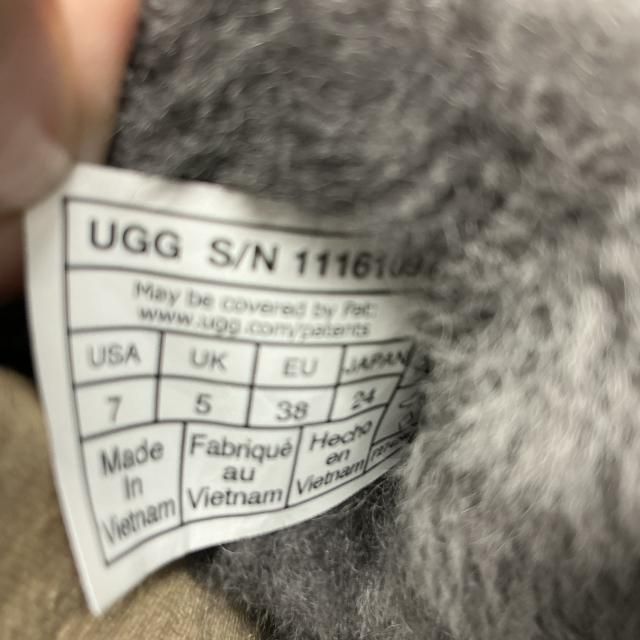 UGG S/N 11161
May be covered by Pat:
www.ugg.com/patents
USA UK EU JAPAN
7 5 38 24
Made in Vietnam
Fabriqué au Vietnam
Hecho en Vietnam